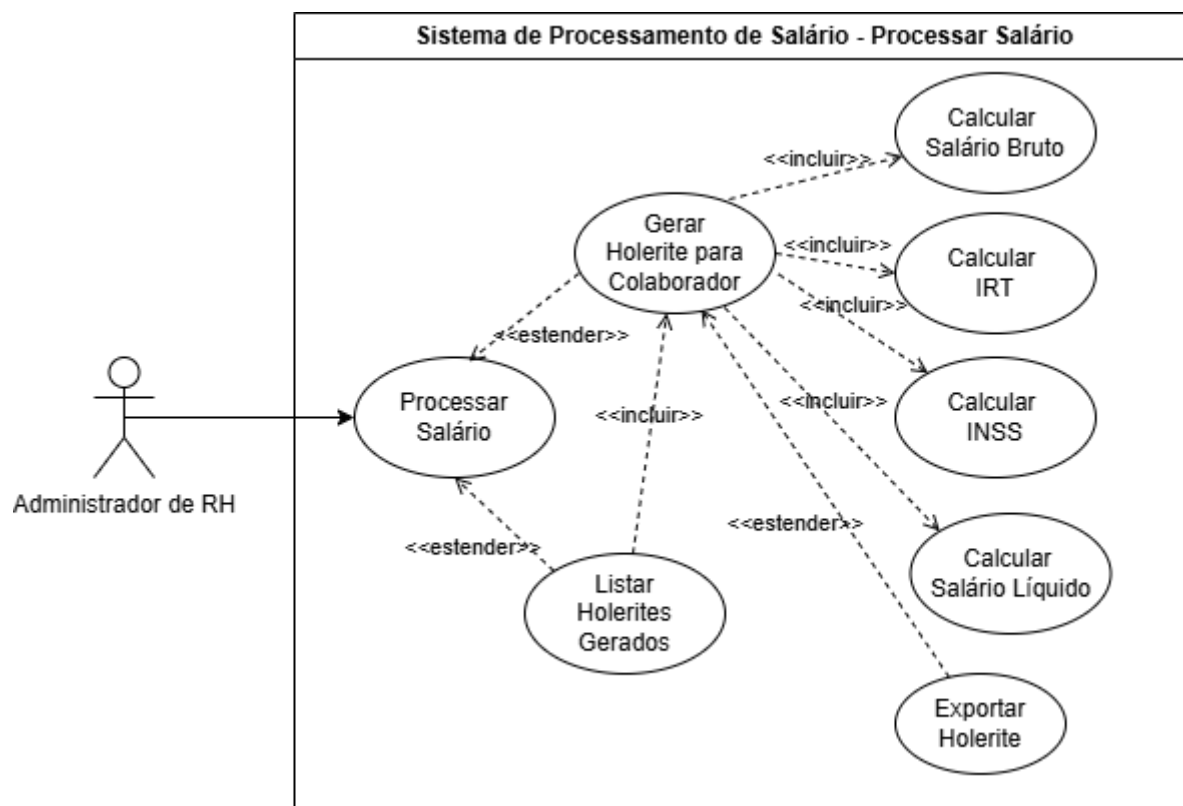 Sistema de Processamento de Salário - Processar Salário
Calcular
Salário Bruto
<<incluir>>
Gerar
Holerite para
Colaborador
<<incluir>>
Calcular
IRT
<<incluir>>
<<estender>>
Processar
Salário
<<incluir>>
<<incluir>>
Calcular
INSS
Administrador de RH
<<estender>>
<<estender>>
Listar
Holerites
Gerados
Calcular
Salário Líquido
Exportar
Holerite